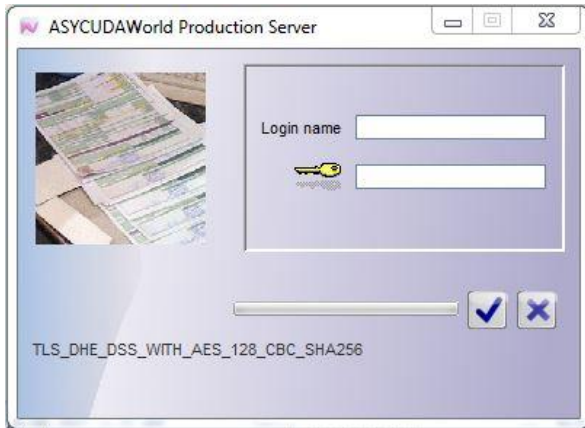 ASYCUDAWorld Production Server
Login name
TLS_DHE_DSS_WITH_AES_128_CBC_SHA256